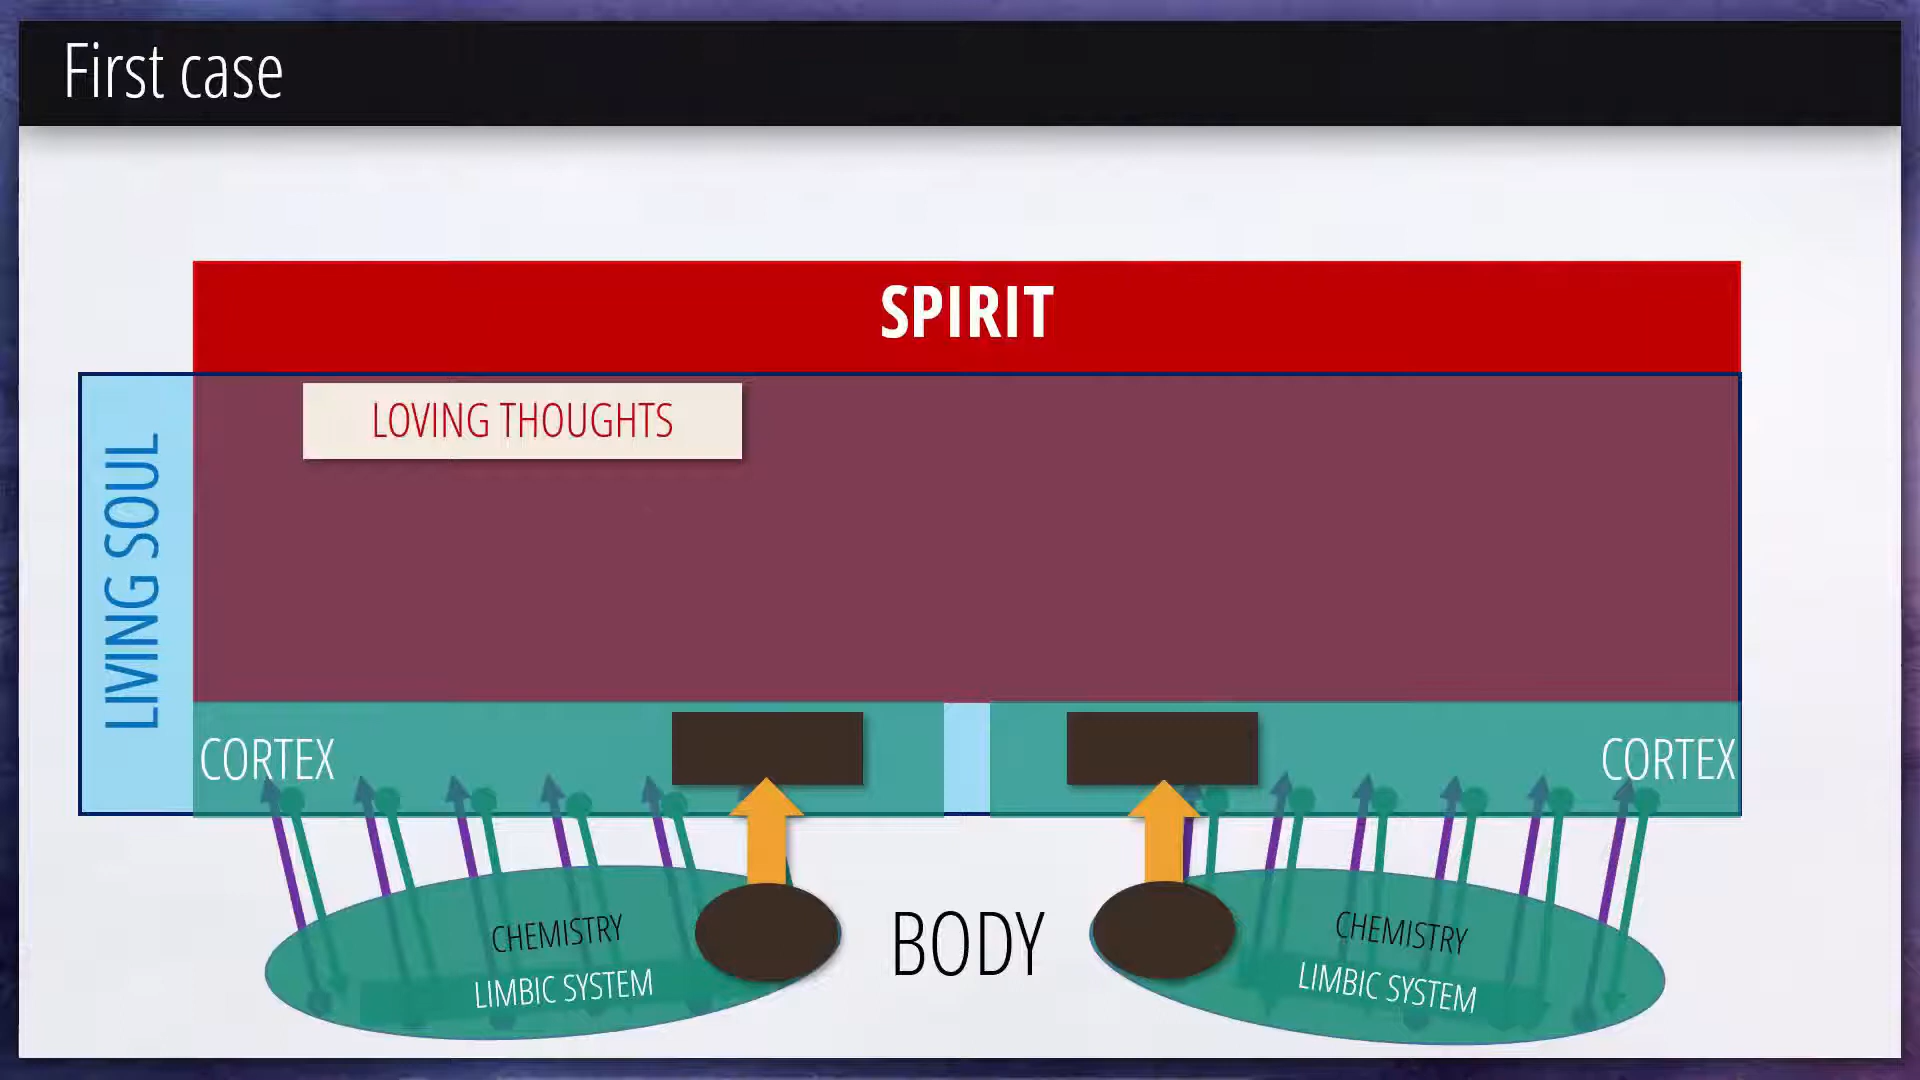 First case
SPIRIT
LOVING THOUGHTS
LIVING SOUL
CORTEX
CORTEX
CHEMISTRY
LIMBIC SYSTEM
BODY
CHEMISTRY
LIMBIC SYSTEM